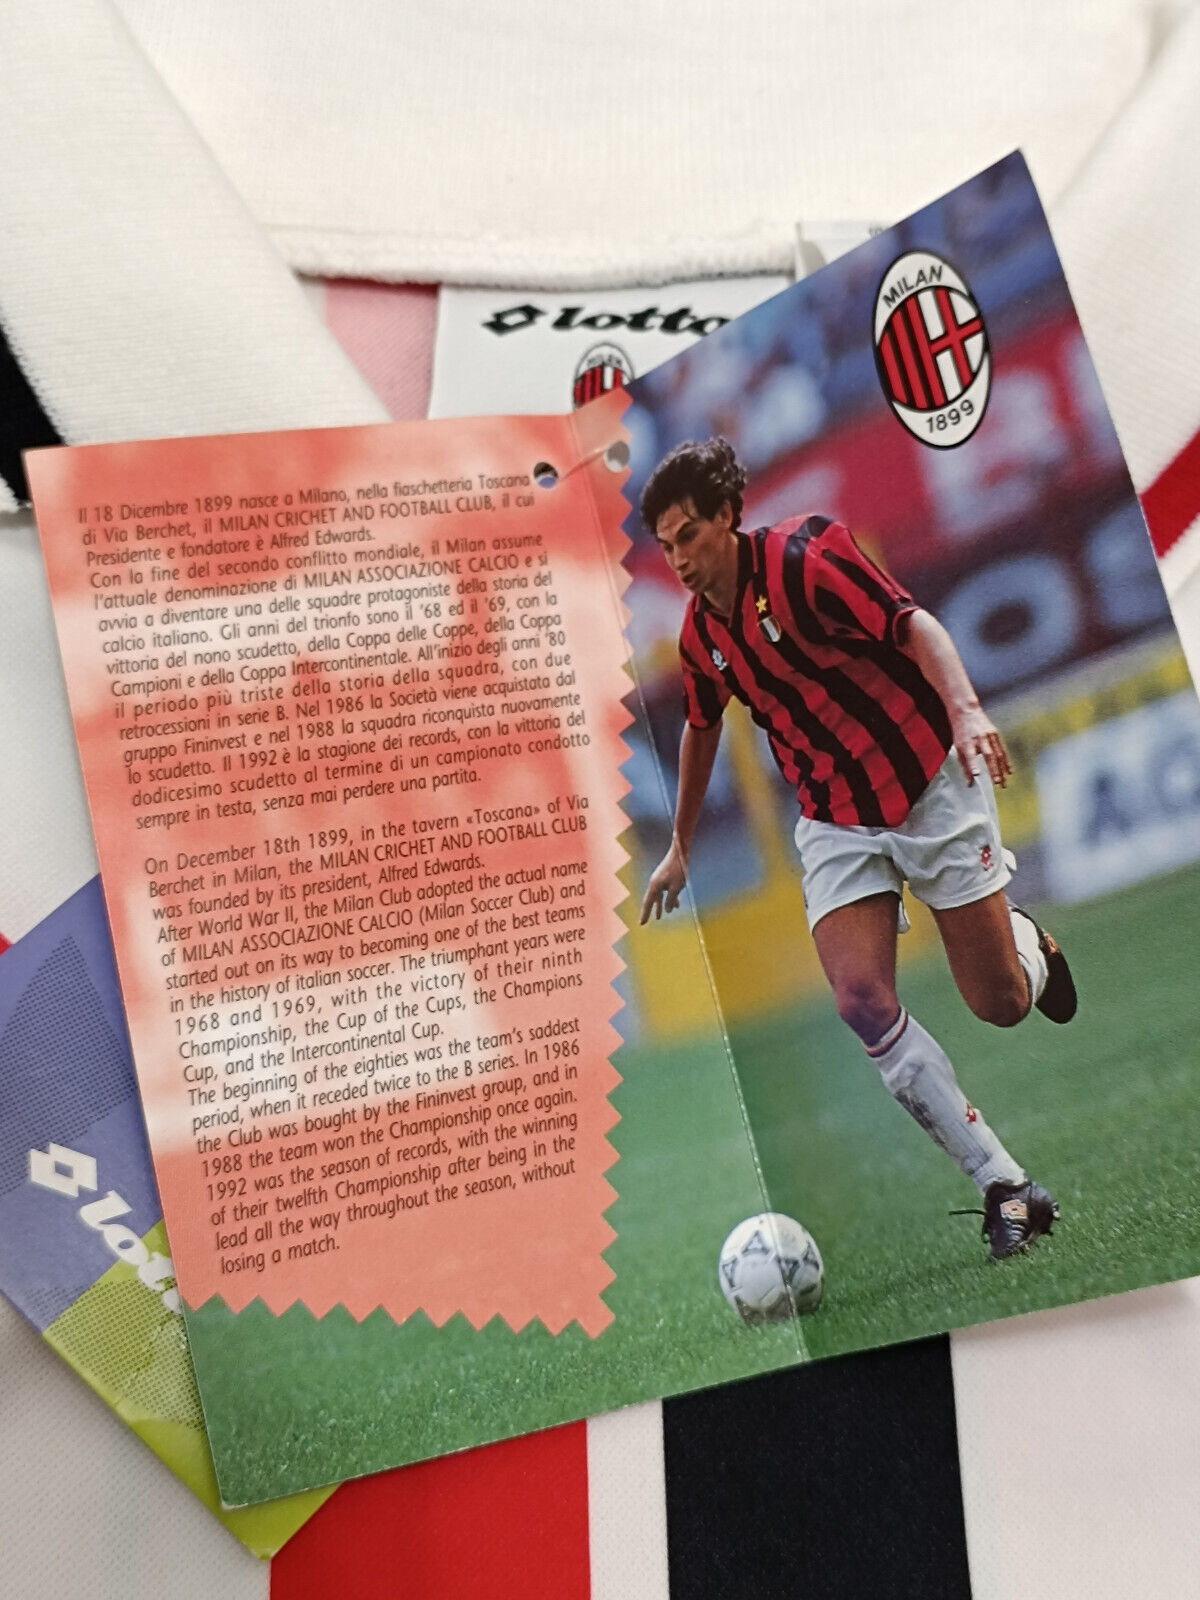 lotto
MILAN
MILAN
1899
Il 18 Dicembre 1899 nasce a Milano, nella fiaschetteria Toscana
di Via Berchet, il MILAN CRICHET AND FOOTBALL CLUB, il cui
Presidente e fondatore è Alfred Edwards.
Con la fine del secondo conflitto mondiale, il Milan assume
l'attuale denominazione di MILAN ASSOCIAZIONE CALCIO e si
avvia a diventare una delle squadre protagoniste della storia del
calcio italiano. Gli anni del trionfo sono il '68 ed il '69, con la
vittoria del nono scudetto, della Coppa delle Coppe, della Coppa
Campioni e della Coppa Intercontinentale. All'inizio degli anni '80
il periodo più triste della storia della squadra, con due
retrocessioni in serie B. Nel 1986 la Società viene acquistata dal
gruppo Fininvest e nel 1988 la squadra riconquista nuovamente
lo scudetto. Il 1992 è la stagione dei records, con la vittoria del
dodicesimo scudetto al termine di un campionato condotto
sempre in testa, senza mai perdere una partita.
On December 18th 1899, in the tavern «Toscana» of Via
Berchet in Milan, the MILAN CRICHET AND FOOTBALL CLUB
was founded by its president, Alfred Edwards.
After World War II, the Milan Club adopted the actual name
of MILAN ASSOCIAZIONE CALCIO (Milan Soccer Club) and
started out on its way to becoming one of the best teams
in the history of italian soccer. The triumphant years were
1968 and 1969, with the victory of their ninth
Championship, the Cup of the Cups, the Champions
Cup, and the Intercontinental Cup.
The beginning of the eighties was the team's saddest
period, when it receded twice to the B series. In 1986
the Club was bought by the Fininvest group, and in
1988 the team won the Championship once again.
1992 was the season of records, with the winning
of their twelfth Championship after being in the
lead all the way throughout the season, without
losing a match.
lotto